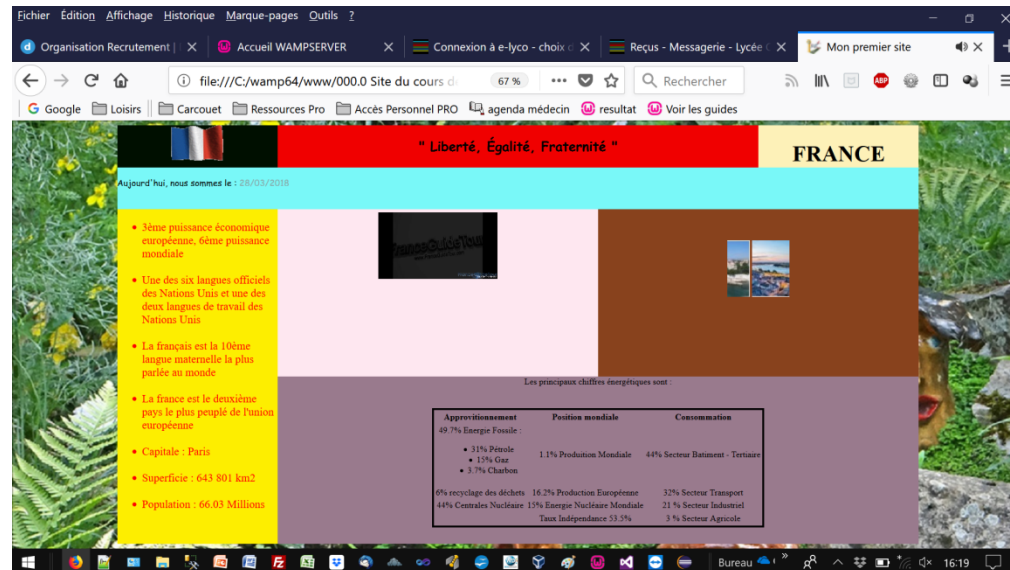 Fichier Édition Affichage Historique Marque-pages Outils ?
Organisation Recrutement | Accueil WAMPSERVER Connexion à e-lyco - choix d Reçus - Messagerie - Lycée Mon premier site
file:///C:/wamp64/www/000.0 Site du cours d 67 % Rechercher
Google Loisirs Carcouet Ressources Pro Accès Personnel PRO agenda médecin resultat Voir les guides
" Liberté, Égalité, Fraternité "
FRANCE
Aujourd'hui, nous sommes le : 28/03/2018
• 3ème puissance économique
européenne, 6ème puissance
mondiale
• Une des six langues officiels
des Nations Unis et une des
deux langues de travail des
Nations Unis
• La français est la 10ème
langue maternelle la plus
parlée au monde
• La france est le deuxième
pays le plus peuplé de l'union
européenne
• Capitale : Paris
• Superficie : 643 801 km2
• Population : 66.03 Millions
FranceGuideTour
Les principaux chiffres énergétiques sont :
Approvitionnement Position mondiale Consommation
49.7% Energie Fossile :
• 31% Pétrole
• 15% Gaz
• 3.7% Charbon
1.1% Produition Mondiale 44% Secteur Batiment - Tertiaire
6% recyclage des déchets 16.2% Production Européenne 32% Secteur Transport
44% Centrales Nucléaire 15% Energie Nucléaire Mondiale 21 % Secteur Industriel
Taux Indépendance 53.5% 3 % Secteur Agricole
Bureau 16:19